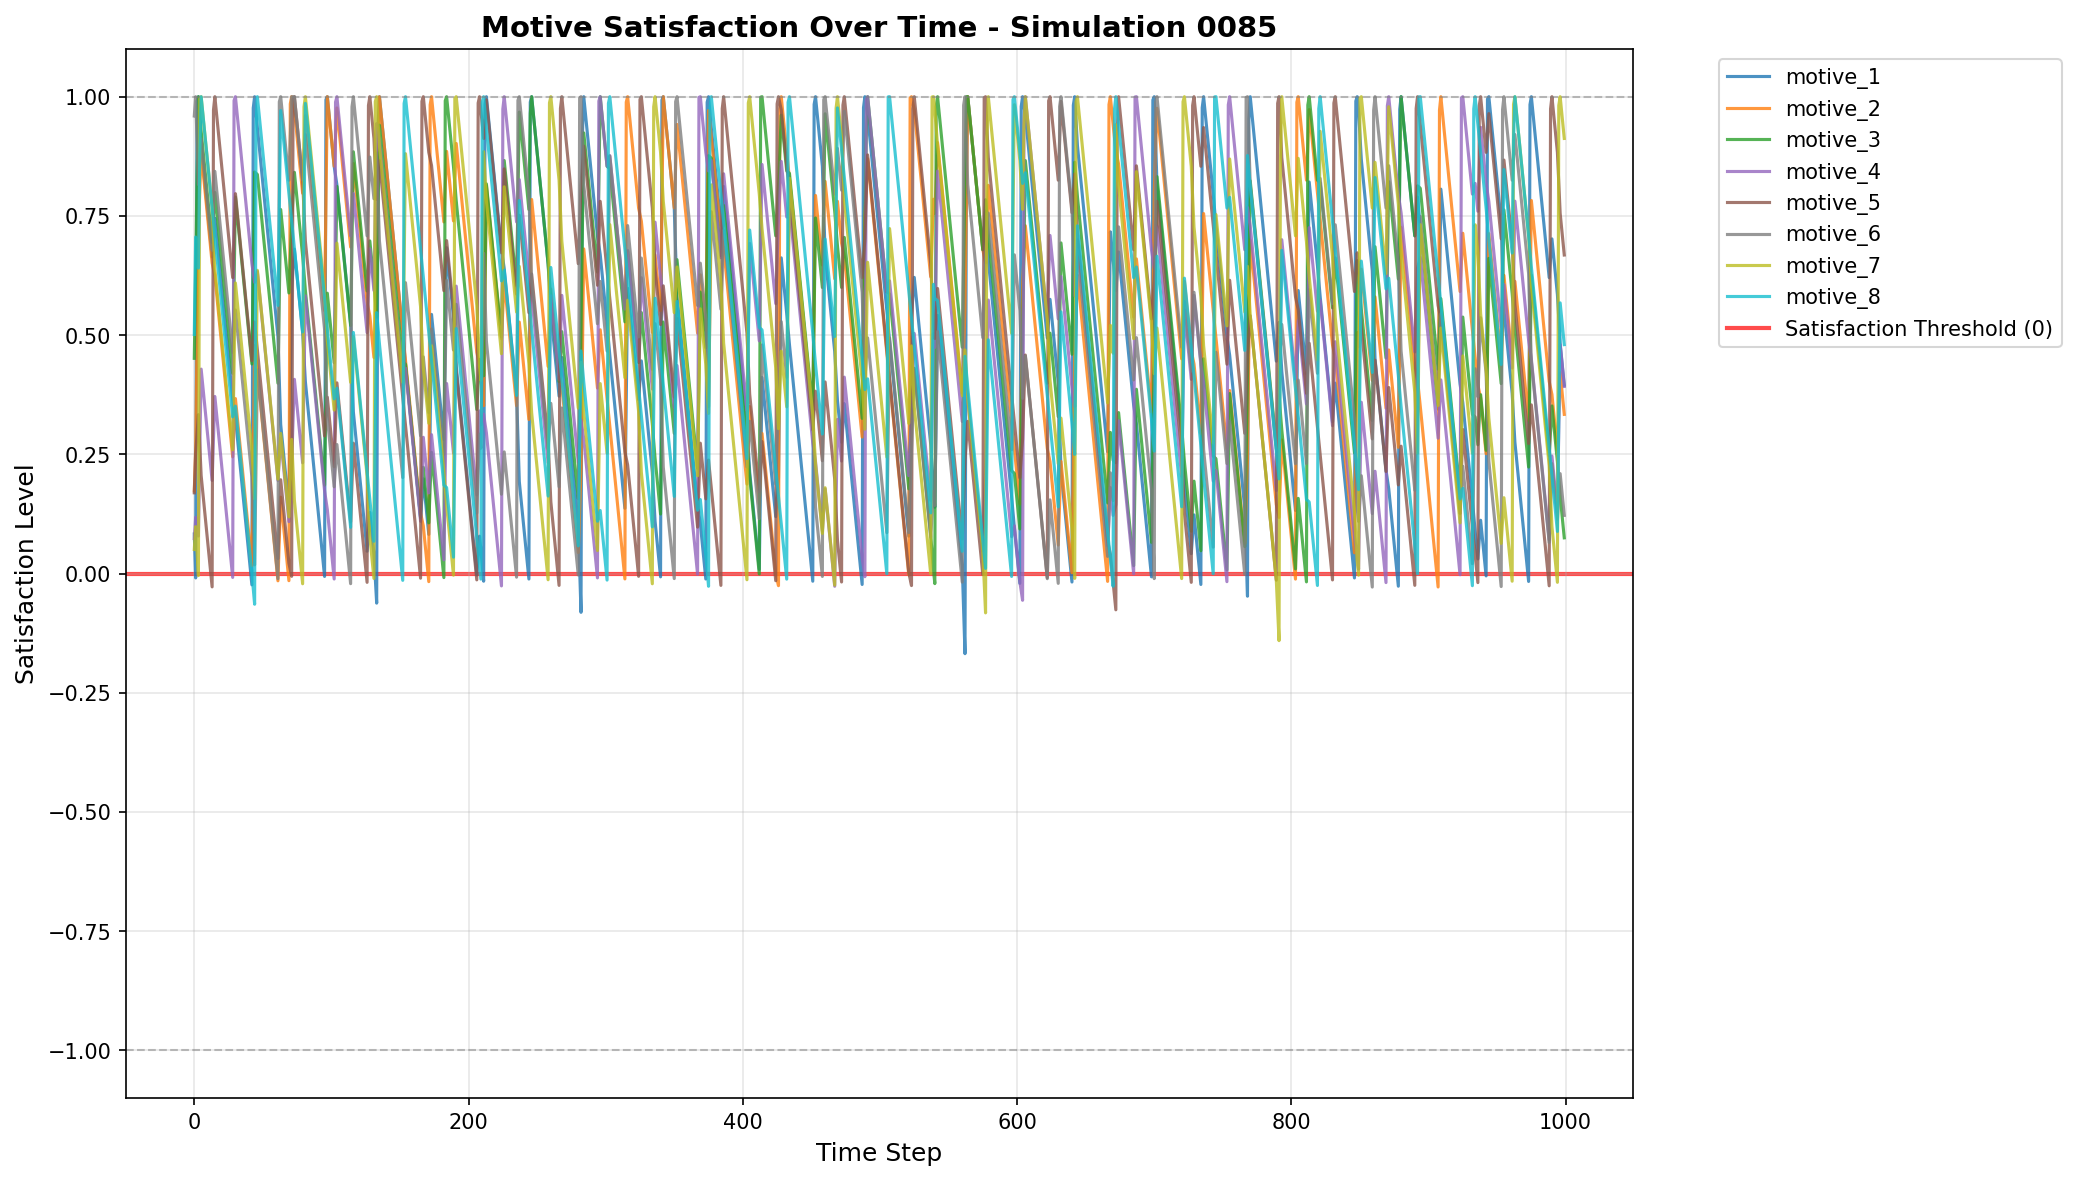 Motive Satisfaction Over Time - Simulation 0085
1.00
0.75
0.50
0.25
0.00
−0.25
−0.50
−0.75
−1.00
Satisfaction Level
0
200
400
600
800
1000
Time Step
motive_1
motive_2
motive_3
motive_4
motive_5
motive_6
motive_7
motive_8
Satisfaction Threshold (0)